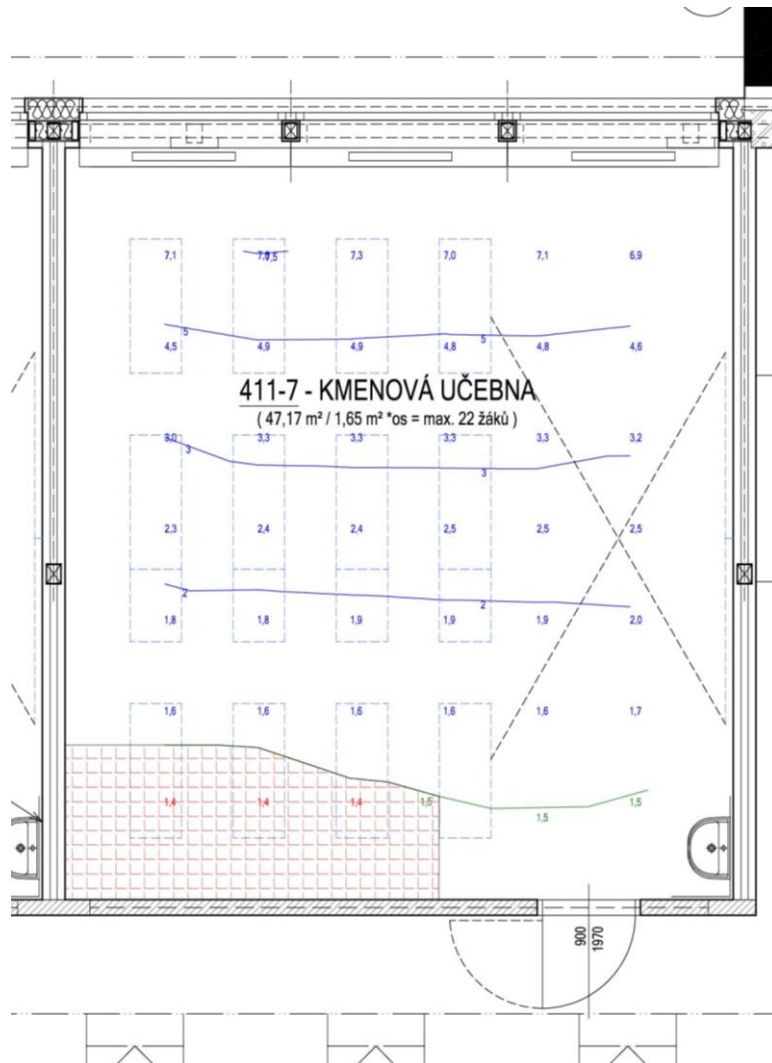 7,1 7,5 7,3 7,0 7,1 6,9
5 5
4,5 4,9 4,9 4,8 4,8 4,6
411-7 - KMENOVÁ UČEBNA
( 47,17 m² / 1,65 m² *os = max. 22 žáků )
3,0 3,3 3,3 3,3 3,3 3,2
3 3
2,3 2,4 2,4 2,5 2,5 2,5
2 2
1,8 1,8 1,9 1,9 1,9 2,0
1,6 1,6 1,6 1,6 1,6 1,7
1,4 1,4 1,4 1,5 1,5 1,5
900
1970